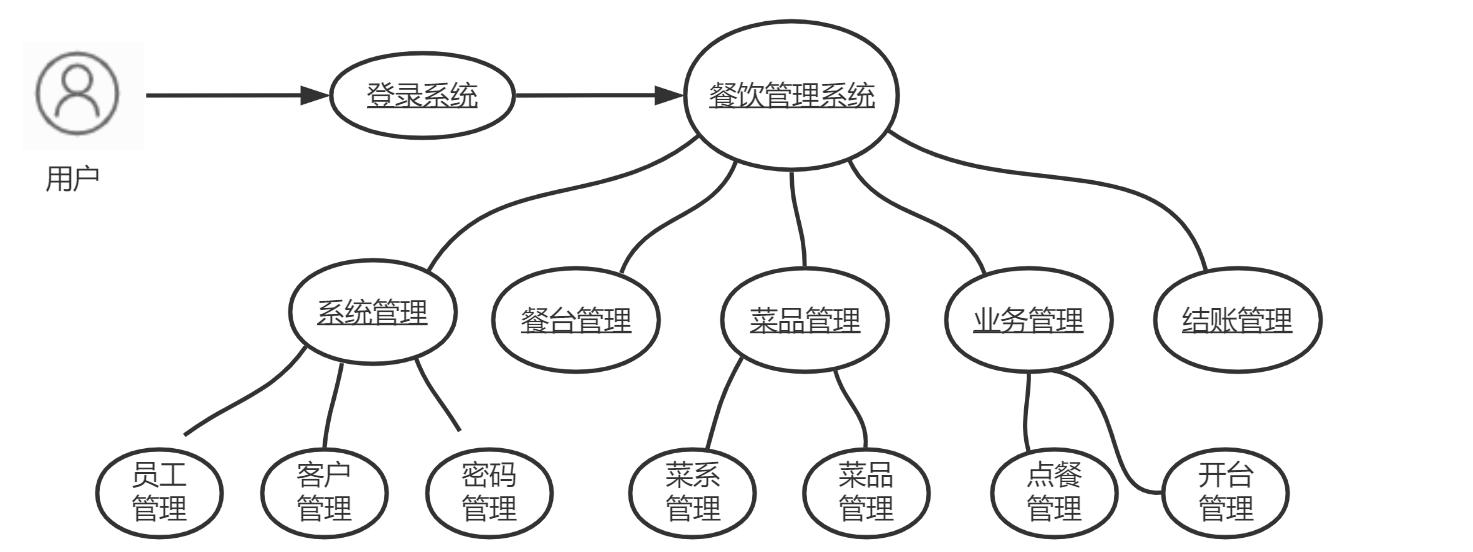 登录系统
餐饮管理系统
用户
系统管理
餐台管理
菜品管理
业务管理
结账管理
员工
管理
客户
管理
密码
管理
菜系
管理
菜品
管理
点餐
管理
开台
管理